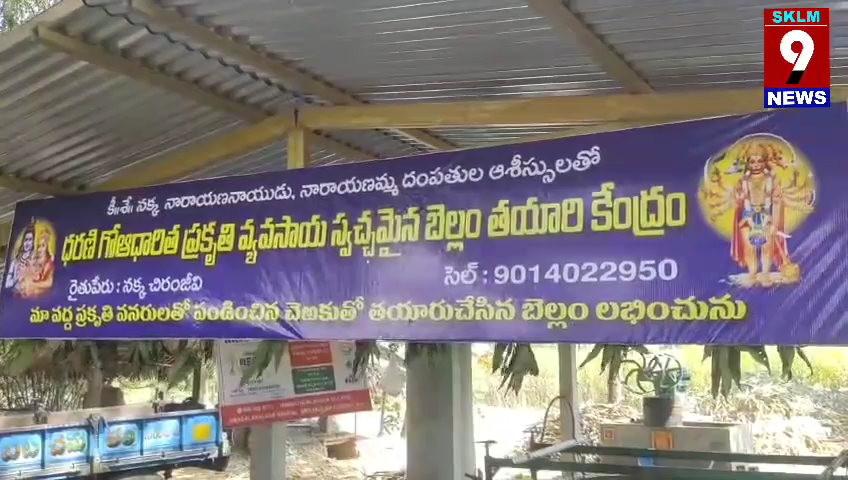 SKLM
9
NEWS
కీ॥శే॥ నక్క నారాయణనాయుడు, నారాయణమ్మ దంపతుల ఆశీస్సులతో
ధరణి గోఆధారిత ప్రకృతి వ్యవసాయ స్వచ్ఛమైన బెల్లం తయారీ కేంద్రం
రైతుపేరు : నక్క చిరంజీవి
సెల్ : 9014022950
మా వద్ద ప్రకృతి వనరులతో పండించిన చెఱకుతో తయారుచేసిన బెల్లం లభించును